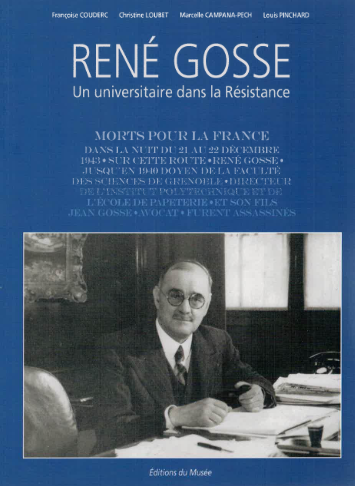 Françoise COUDERC Christine LOUBET Marcelle CAMPANA-PECH Louis PINCHARD
RENÉ GOSSE
Un universitaire dans la Résistance
MORTS POUR LA FRANCE
DANS LA NUIT DU 21 AU 22 DÉCEMBRE
1943 • SUR CETTE ROUTE • RENÉ GOSSE •
JUSQU'EN 1940 DOYEN DE LA FACULTÉ
DES SCIENCES DE GRENOBLE • DIRECTEUR
DE L'INSTITUT POLYTECHNIQUE ET DE
L'ÉCOLE DE PAPETERIE • ET SON FILS
JEAN GOSSE • AVOCAT • FURENT ASSASSINÉS
Éditions du Musée